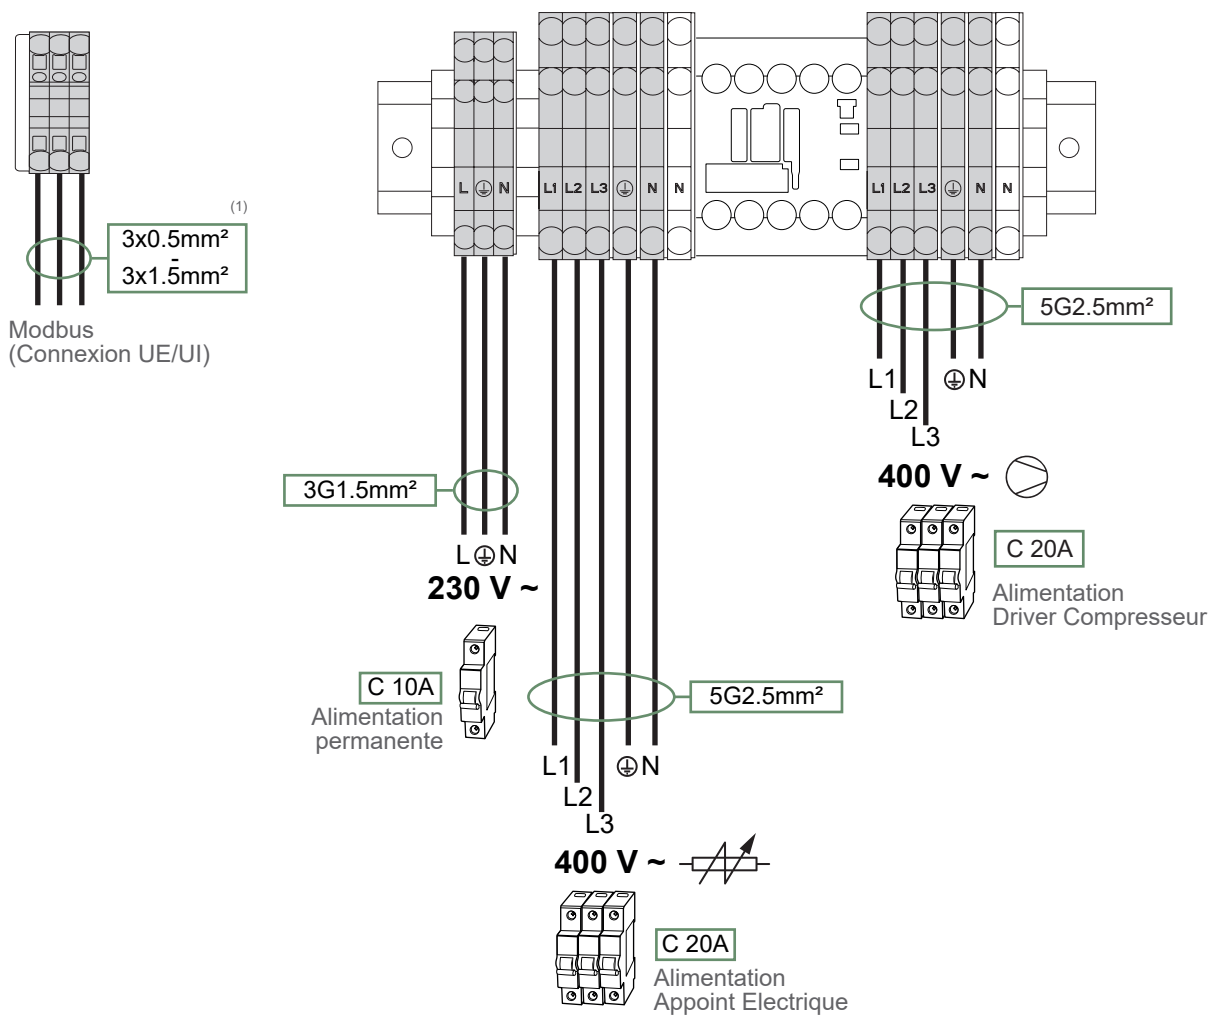 L N L1 L2 L3 N N L1 L2 L3 N N
(1)
3x0.5mm²
-
3x1.5mm²
Modbus
(Connexion UE/UI)
5G2.5mm²
L1 N
L2
L3
400 V ~
C 20A
Alimentation
Driver Compresseur
3G1.5mm²
L N
230 V ~
C 10A
Alimentation
permanente
5G2.5mm²
L1 N
L2
L3
400 V ~
C 20A
Alimentation
Appoint Electrique